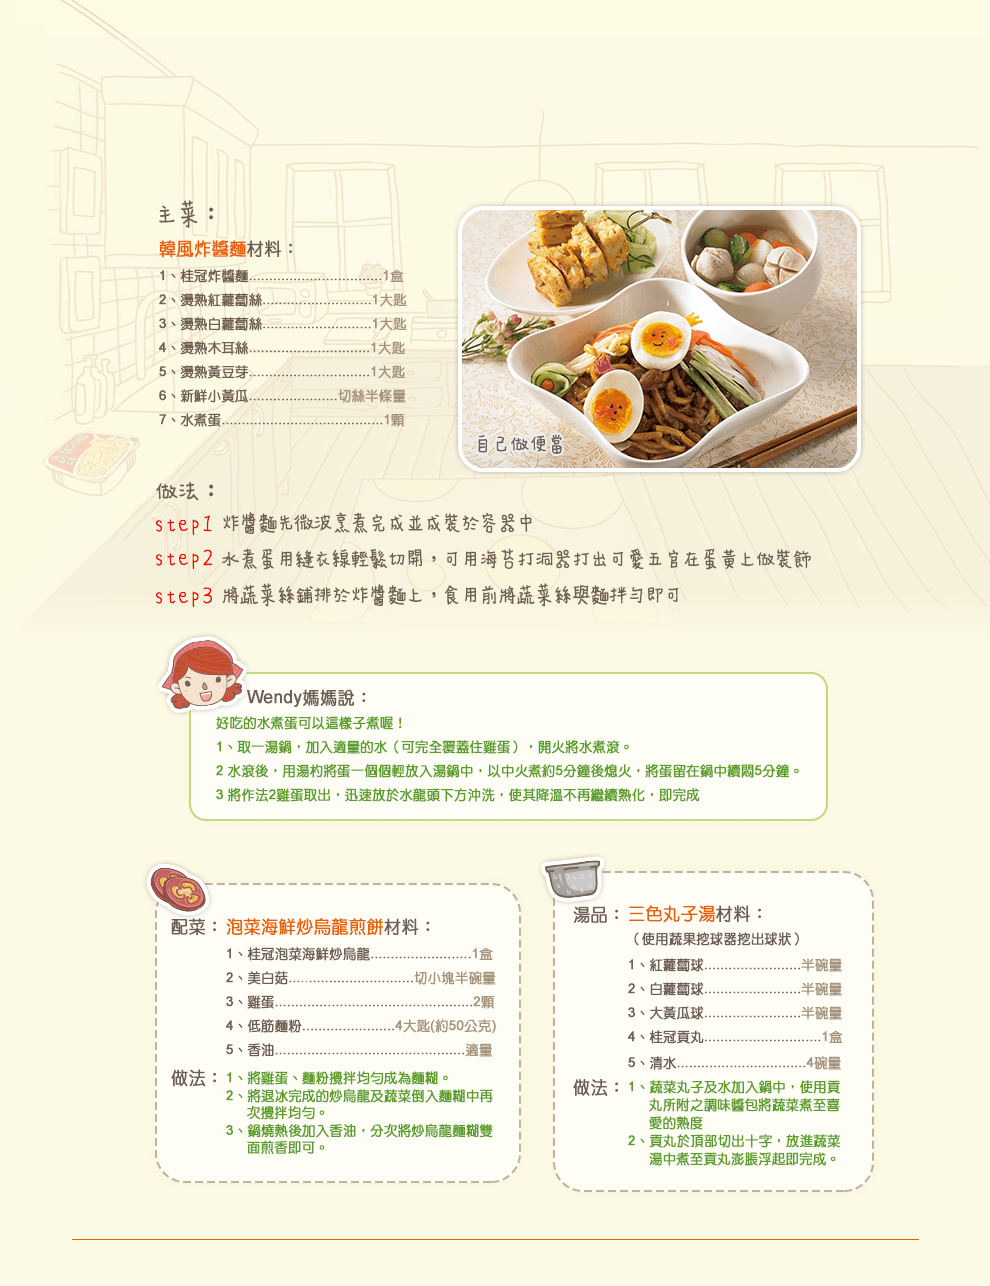 主菜：
韓風炸醬麵材料：
1、桂冠炸醬麵.................................1盒
2、燙熟紅蘿蔔絲...........................1大匙
3、燙熟白蘿蔔絲...........................1大匙
4、燙熟木耳絲..............................1大匙
5、燙熟黃豆芽..............................1大匙
6、新鮮小黃瓜......................切絲半條量
7、水煮蛋........................................1顆
自己做便當
做法：
step1 炸醬麵先微波烹煮完成並成裝於容器中
step2 水煮蛋用縫衣線輕鬆切開，可用海苔打洞器打出可愛五官在蛋黃上做裝飾
step3 將蔬菜絲鋪排於炸醬麵上，食用前將蔬菜絲與麵拌勻即可
Wendy媽媽說：
好吃的水煮蛋可以這樣子煮喔！
1、取一湯鍋，加入適量的水（可完全覆蓋住雞蛋），開火將水煮滾。
2 水滾後，用湯杓將蛋一個個輕放入湯鍋中，以中火煮約5分鐘後熄火，將蛋留在鍋中續悶5分鐘。
3 將作法2雞蛋取出，迅速放於水龍頭下方沖洗，使其降溫不再繼續熟化，即完成
配菜：泡菜海鮮炒烏龍煎餅材料：
1、桂冠泡菜海鮮炒烏龍.........................1盒
2、美白菇...............................切小塊半碗量
3、雞蛋.................................................2顆
4、低筋麵粉.......................4大匙(約50公克)
5、香油...............................................適量
做法：1、將雞蛋、麵粉攪拌均勻成為麵糊。
2、將退冰完成的炒烏龍及蔬菜倒入麵糊中再
次攪拌均勻。
3、鍋燒熱後加入香油，分次將炒烏龍麵糊雙
面煎香即可。
湯品：三色丸子湯材料：
（使用蔬果挖球器挖出球狀）
1、紅蘿蔔球........................半碗量
2、白蘿蔔球........................半碗量
3、大黃瓜球........................半碗量
4、桂冠貢丸.............................1盒
5、清水................................4碗量
做法：1、蔬菜丸子及水加入鍋中，使用貢
丸所附之調味醬包將蔬菜煮至喜
愛的熟度
2、貢丸於頂部切出十字，放進蔬菜
湯中煮至貢丸澎脹浮起即完成。